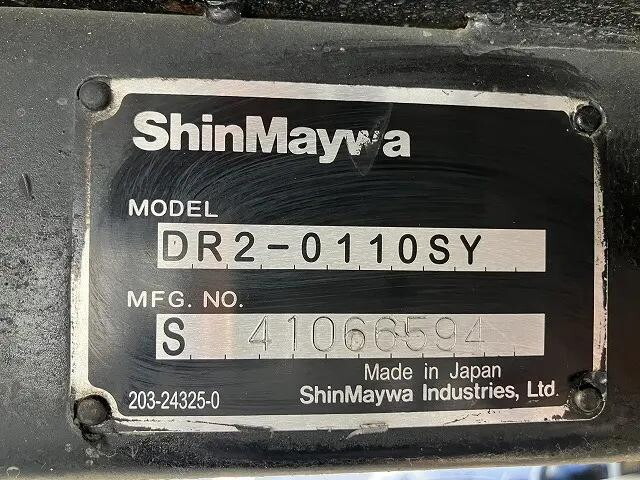 ShinMaywa
MODEL
DR2-0110SY
MFG. NO.
S 41066594
Made in Japan
203-24325-0 ShinMaywa Industries, Ltd.